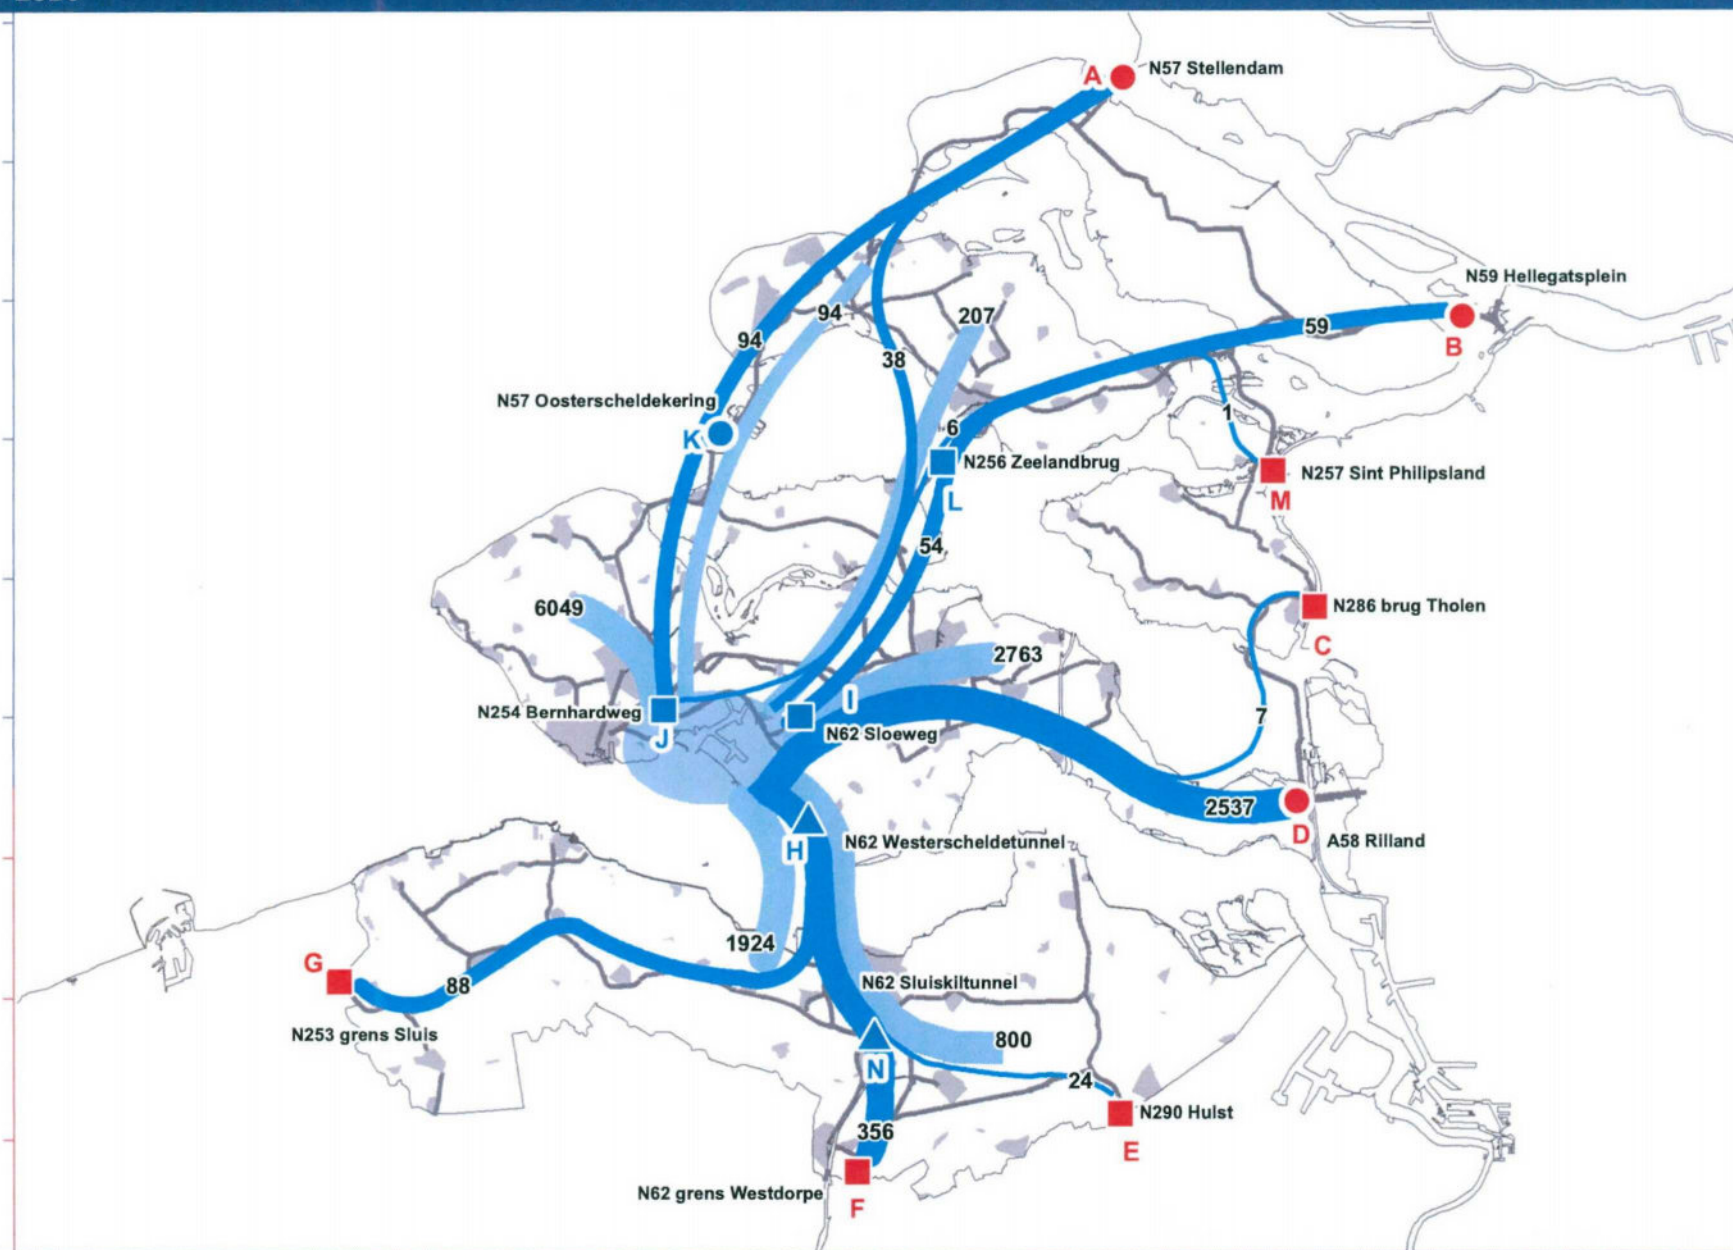 A
N57 Stellendam
N59 Hellegatsplein
94
207
59
94
B
38
N57 Oosterscheldekering
1
6
K
N256 Zeelandbrug
N257 Sint Philipsland
L
M
54
6049
N286 brug Tholen
2763
C
I
N254 Bernhardweg
7
N62 Sloeweg
J
2537
D
N62 Westerscheldetunnel
A58 Rilland
H
1924
G
88
N62 Sluiskiltunnel
N253 grens Sluis
800
N
24
N290 Hulst
356
E
N62 grens Westdorpe
F